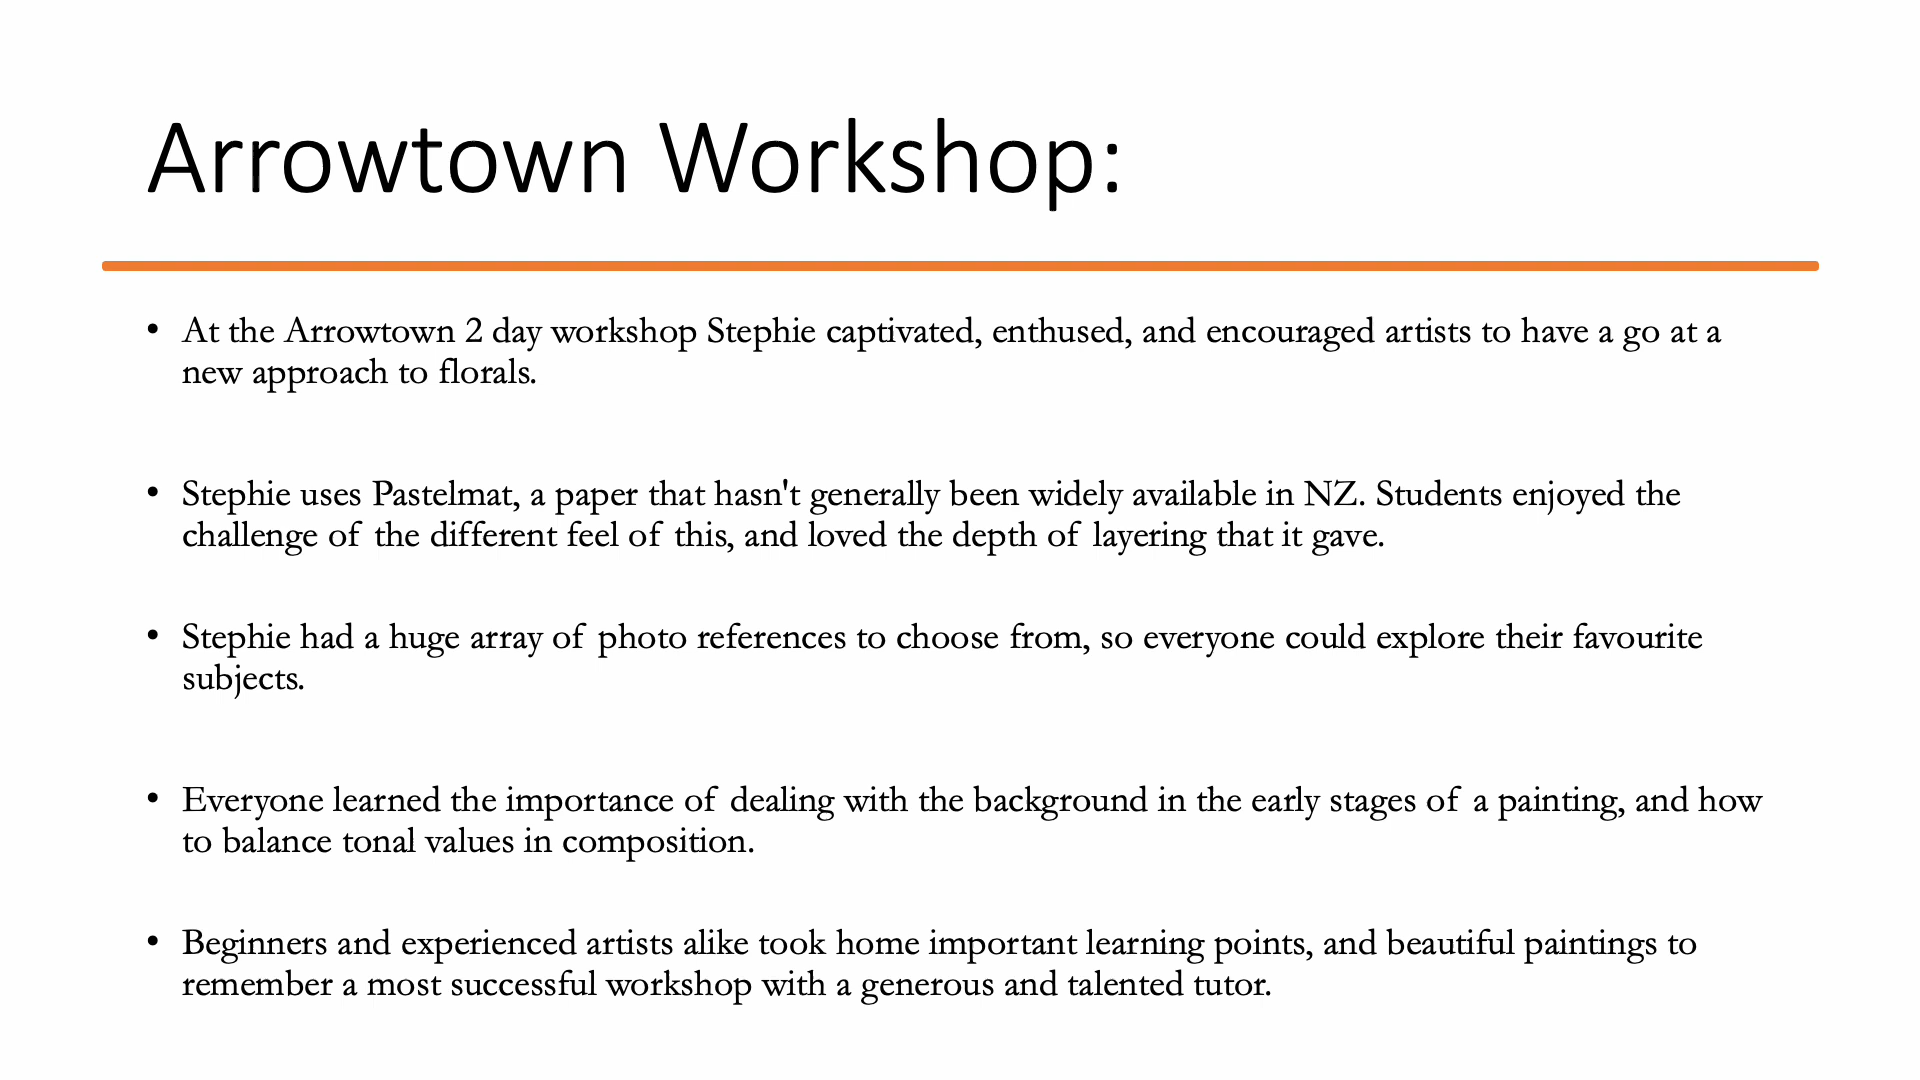 Arrowtown Workshop:
• At the Arrowtown 2 day workshop Stephie captivated, enthused, and encouraged artists to have a go at a
new approach to florals.
• Stephie uses Pastelmat, a paper that hasn't generally been widely available in NZ. Students enjoyed the
challenge of the different feel of this, and loved the depth of layering that it gave.
• Stephie had a huge array of photo references to choose from, so everyone could explore their favourite
subjects.
• Everyone learned the importance of dealing with the background in the early stages of a painting, and how
to balance tonal values in composition.
• Beginners and experienced artists alike took home important learning points, and beautiful paintings to
remember a most successful workshop with a generous and talented tutor.